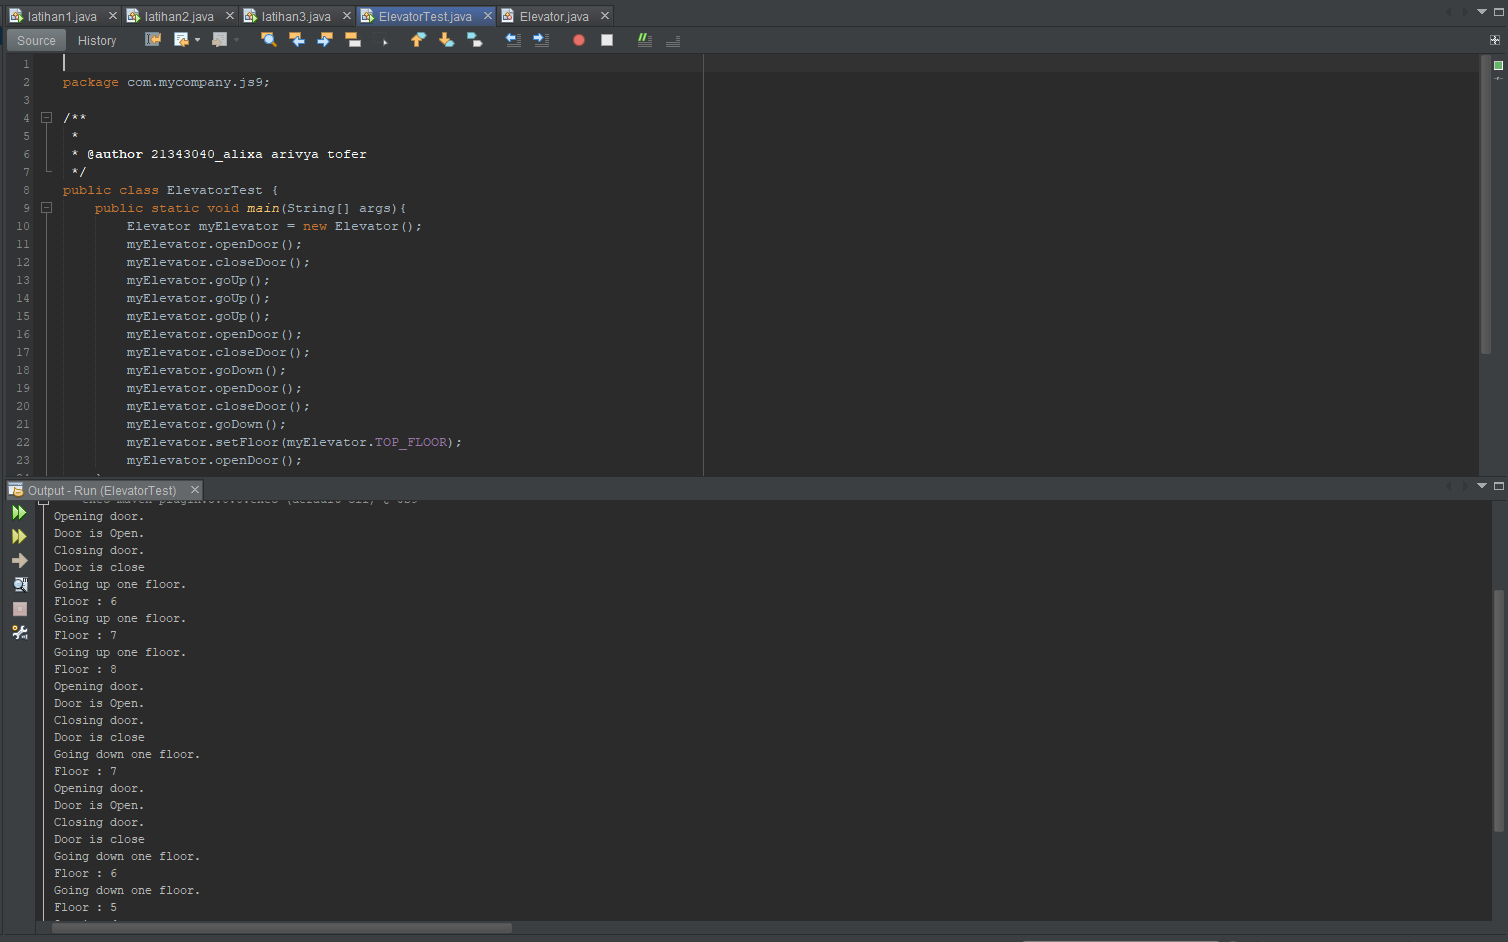 latihan1.java latihan2.java latihan3.java ElevatorTest.java Elevator.java
Source History
1
2 package com.mycompany.js9;
3
4 /**
5 *
6 * @author 21343040_alixa arivya tofer
7 */
8 public class ElevatorTest {
9 public static void main(String[] args){
10 Elevator myElevator = new Elevator();
11 myElevator.openDoor();
12 myElevator.closeDoor();
13 myElevator.goUp();
14 myElevator.goUp();
15 myElevator.goUp();
16 myElevator.openDoor();
17 myElevator.closeDoor();
18 myElevator.goDown();
19 myElevator.openDoor();
20 myElevator.closeDoor();
21 myElevator.goDown();
22 myElevator.setFloor(myElevator.TOP_FLOOR);
23 myElevator.openDoor();
Output - Run (ElevatorTest)
Opening door.
Door is Open.
Closing door.
Door is close
Going up one floor.
Floor : 6
Going up one floor.
Floor : 7
Going up one floor.
Floor : 8
Opening door.
Door is Open.
Closing door.
Door is close
Going down one floor.
Floor : 7
Opening door.
Door is Open.
Closing door.
Door is close
Going down one floor.
Floor : 6
Going down one floor.
Floor : 5